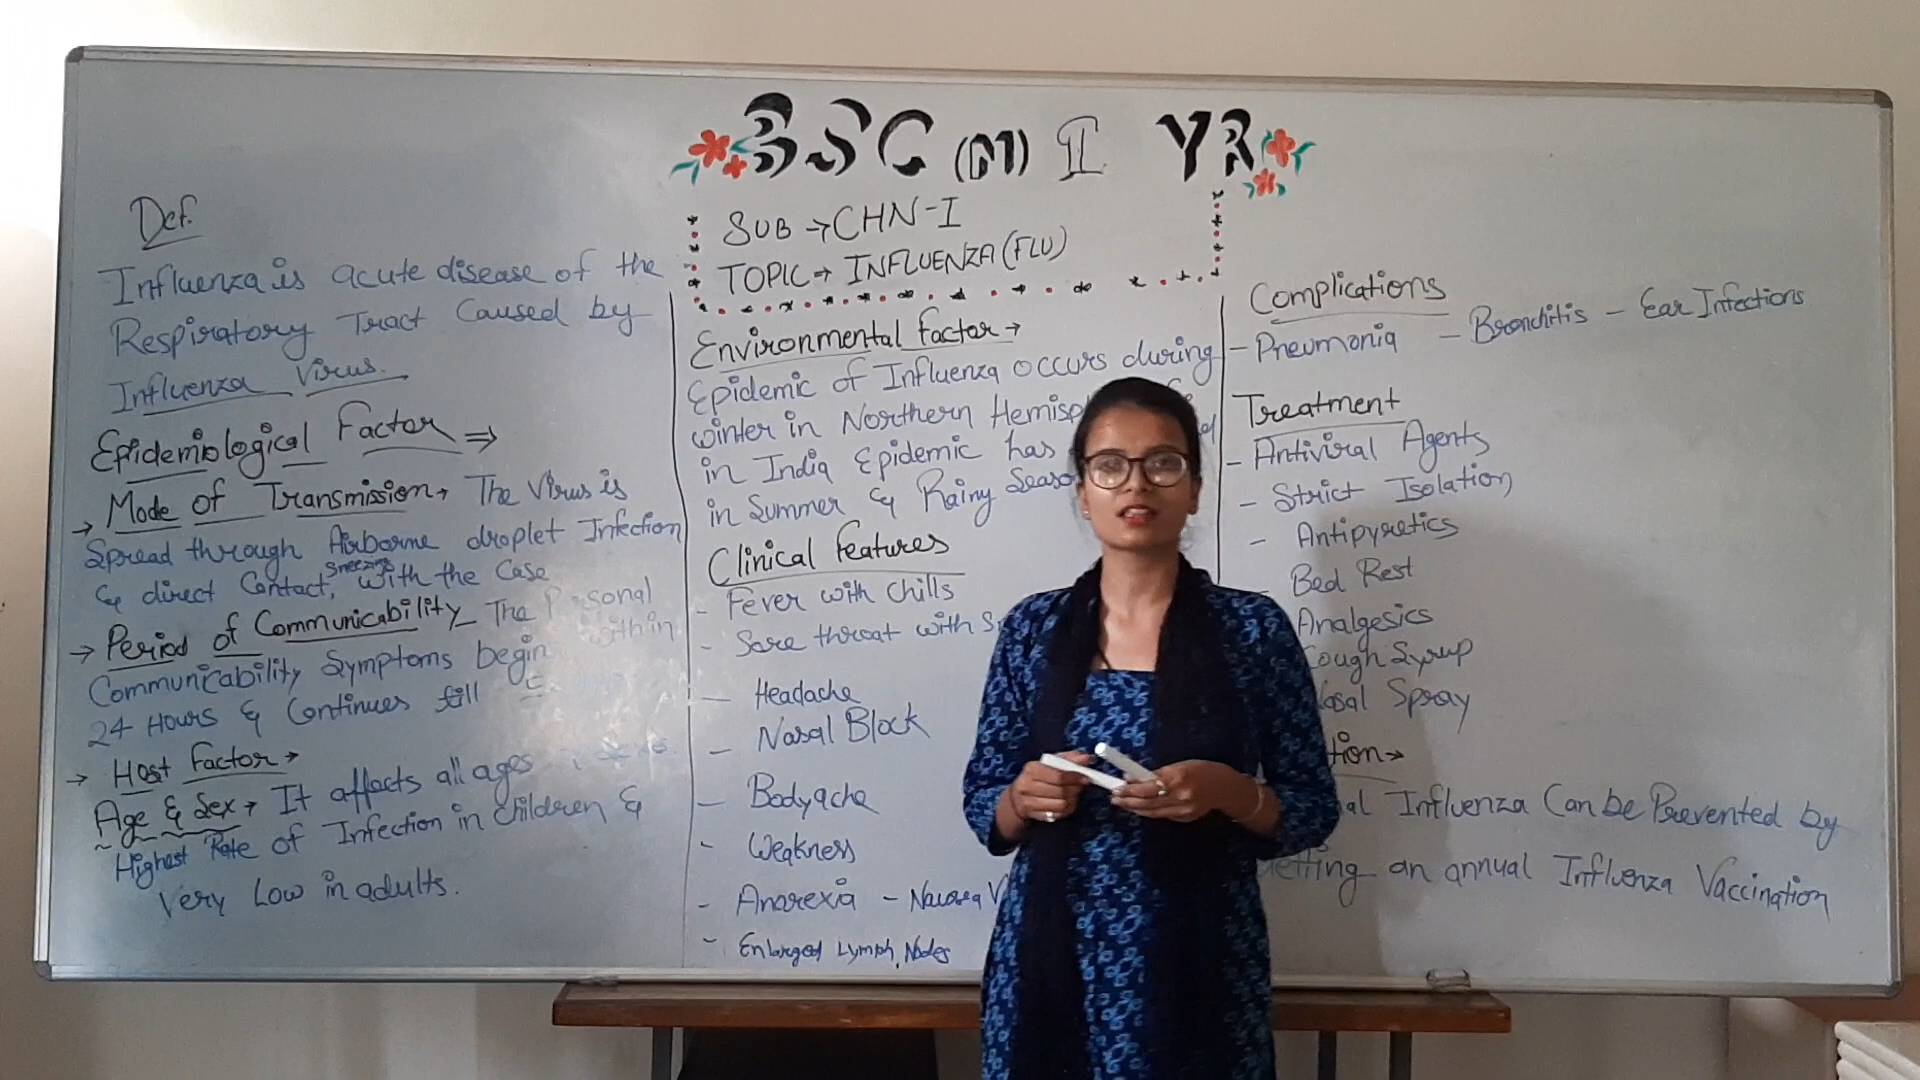 BSC (N) II YR
SUB → CHN-I
TOPIC → INFLUENZA (FLU)
Def.
Influenza is acute disease of the
Respiratory Tract Caused by
Influenza Virus.
Epidemiological Factor ⇒
→ Mode of Transmission → The Virus is
Spread through Airborne droplet Infection
& direct Contact, Sneezing with the Case
→ Period of Communicability The
Communicability Symptoms begin within
24 Hours & Continues till 5
→ Host Factor →
Age & Sex → It affects all ages
Highest Rate of Infection in children &
Very Low in adults.
Environmental Factor →
Epidemic of Influenza occurs during
winter in Northern
in India Epidemic has
in Summer & Rainy
Clinical Features
- Fever with chills
- Sore throat with
- Headache
- Nasal Block
- Bodyache
- Weakness
- Anorexia - Nausea
- Enlarged Lymph Nodes
Complications
- Pneumonia - Bronchitis - Ear Infections
Treatment
- Antiviral Agents
- Strict Isolation
- Antipyretics
- Bed Rest
Analgesics
Cough Syrup
Nasal Spray
Influenza Can be Prevented by
getting an annual Influenza Vaccination